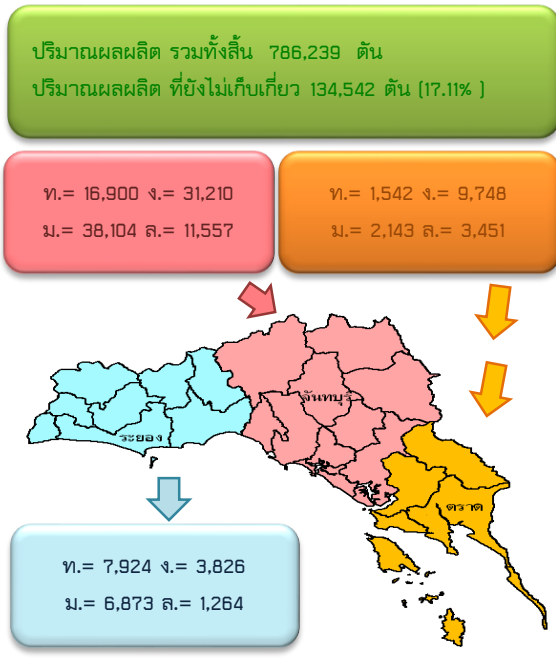 ปริมาณผลผลิต รวมทั้งสิ้น 786,239 ตัน
ปริมาณผลผลิต ที่ยังไม่เก็บเกี่ยว 134,542 ตัน (17.11% )
ท.= 16,900 ง.= 31,210
ม.= 38,104 ล.= 11,557
ท.= 1,542 ง.= 9,748
ม.= 2,143 ล.= 3,451
จันทบุรี
ระยอง
ตราด
ท.= 7,924 ง.= 3,826
ม.= 6,873 ล.= 1,264